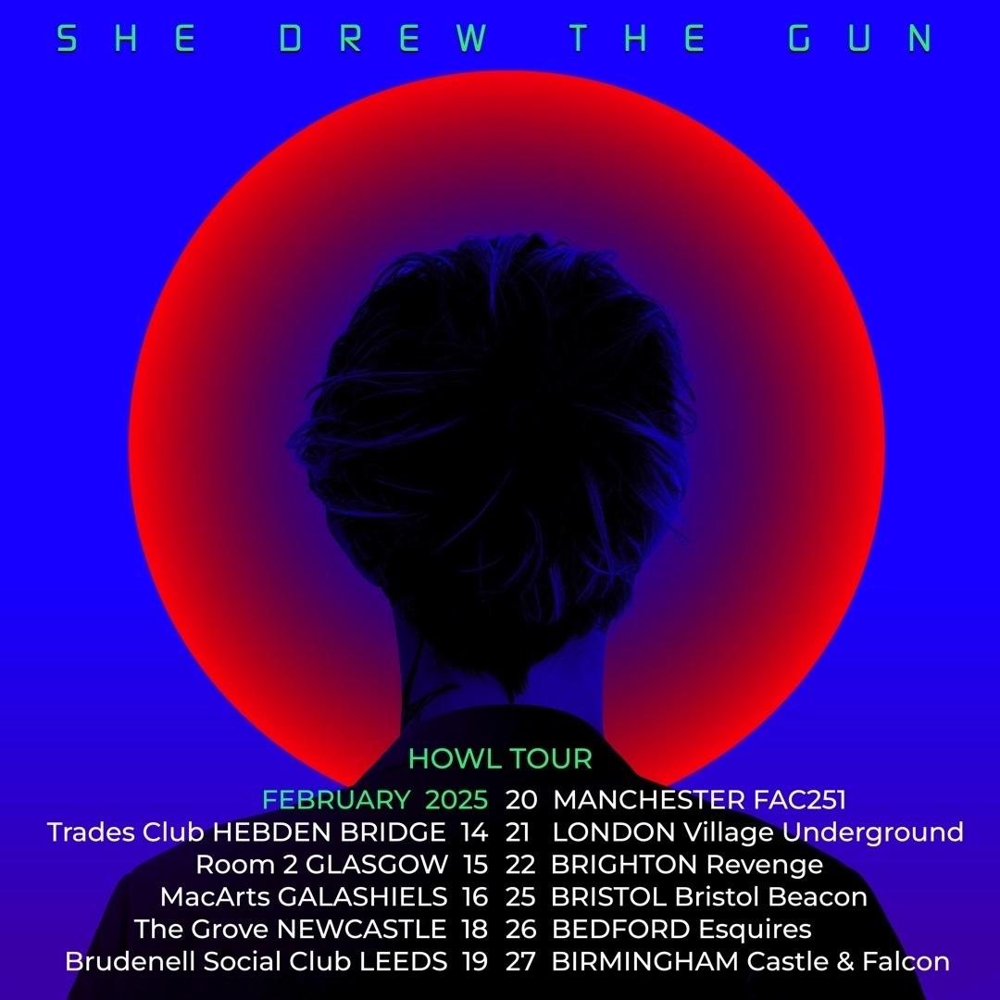 SHE DREW THE GUN
HOWL TOUR
FEBRUARY 2025
Trades Club HEBDEN BRIDGE 14
Room 2 GLASGOW 15
MacArts GALASHIELS 16
The Grove NEWCASTLE 18
Brudenell Social Club LEEDS 19
20 MANCHESTER FAC251
21 LONDON Village Underground
22 BRIGHTON Revenge
25 BRISTOL Bristol Beacon
26 BEDFORD Esquires
27 BIRMINGHAM Castle & Falcon